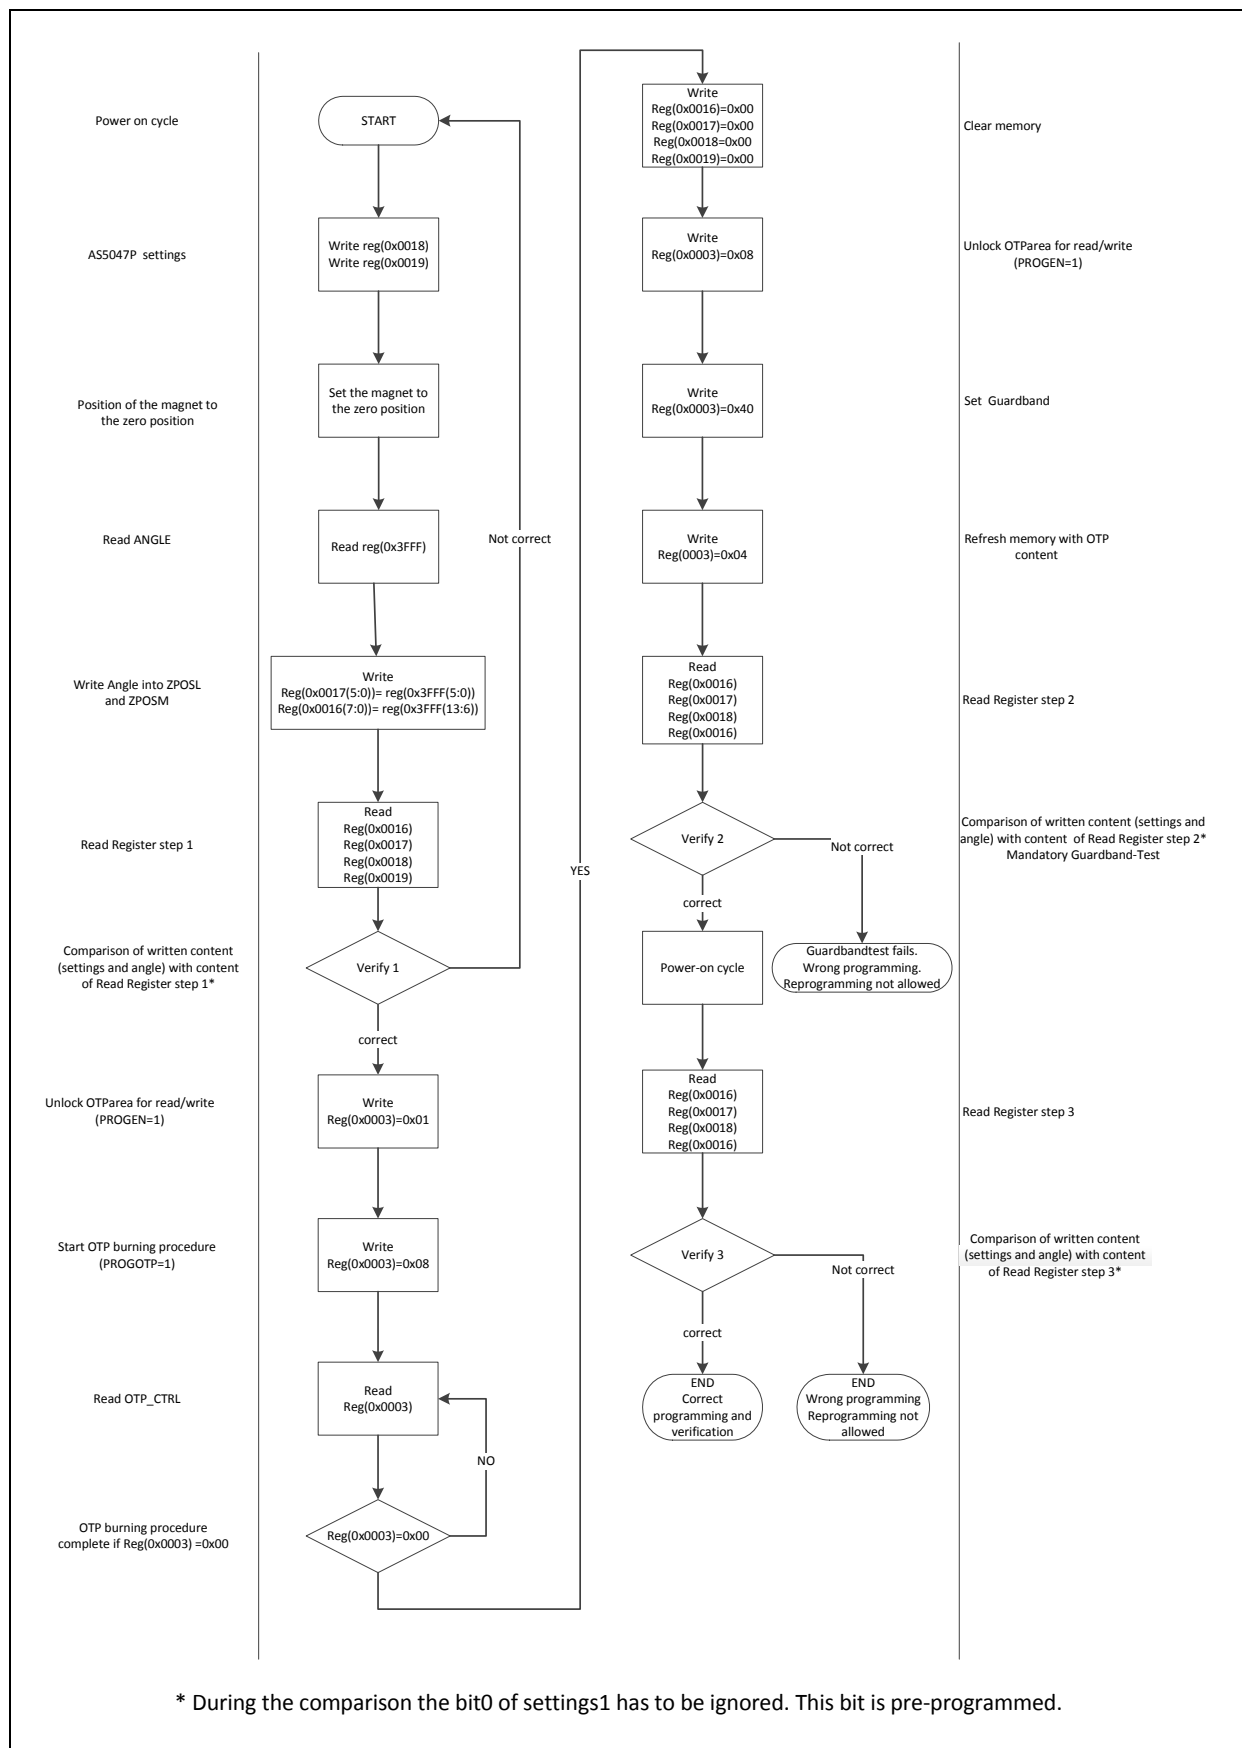 Power on cycle
START
AS5047P settings
Write reg(0x0018)
Write reg(0x0019)
Position of the magnet to
the zero position
Set the magnet to
the zero position
Read ANGLE
Read reg(0x3FFF)
Not correct
Write Angle into ZPOSL
and ZPOSM
Write
Reg(0x0017(5:0))= reg(0x3FFF(5:0))
Reg(0x0016(7:0))= reg(0x3FFF(13:6))
Read Register step 1
Read
Reg(0x0016)
Reg(0x0017)
Reg(0x0018)
Reg(0x0019)
Comparison of written content
(settings and angle) with content
of Read Register step 1*
Verify 1
correct
Unlock OTParea for read/write
(PROGEN=1)
Write
Reg(0x0003)=0x01
Start OTP burning procedure
(PROGOTP=1)
Write
Reg(0x0003)=0x08
Read OTP_CTRL
Read
Reg(0x0003)
NO
OTP burning procedure
complete if Reg(0x0003) =0x00
Reg(0x0003)=0x00
YES
Write
Reg(0x0016)=0x00
Reg(0x0017)=0x00
Reg(0x0018=0x00
Reg(0x0019)=0x00
Clear memory
Write
Reg(0x0003)=0x08
Unlock OTParea for read/write
(PROGEN=1)
Write
Reg(0x0003)=0x40
Set Guardband
Write
Reg(0003)=0x04
Refresh memory with OTP
content
Read
Reg(0x0016)
Reg(0x0017)
Reg(0x0018)
Reg(0x0016)
Read Register step 2
Verify 2
Not correct
Comparison of written content (settings and
angle) with content of Read Register step 2*
Mandatory Guardband-Test
correct
Power-on cycle
Guardbandtest fails.
Wrong programming.
Reprogramming not allowed
Read
Reg(0x0016)
Reg(0x0017)
Reg(0x0018)
Reg(0x0016)
Read Register step 3
Verify 3
Not correct
Comparison of written content
(settings and angle) with content
of Read Register step 3*
correct
END
Correct
programming and
verification
END
Wrong programming
Reprogramming not
allowed
* During the comparison the bit0 of settings1 has to be ignored. This bit is pre-programmed.